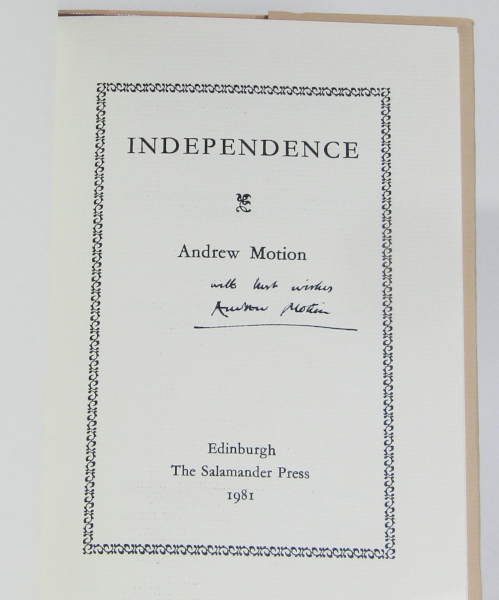 INDEPENDENCE
Andrew Motion
with best wishes
Andrew Motion
Edinburgh
The Salamander Press
1981